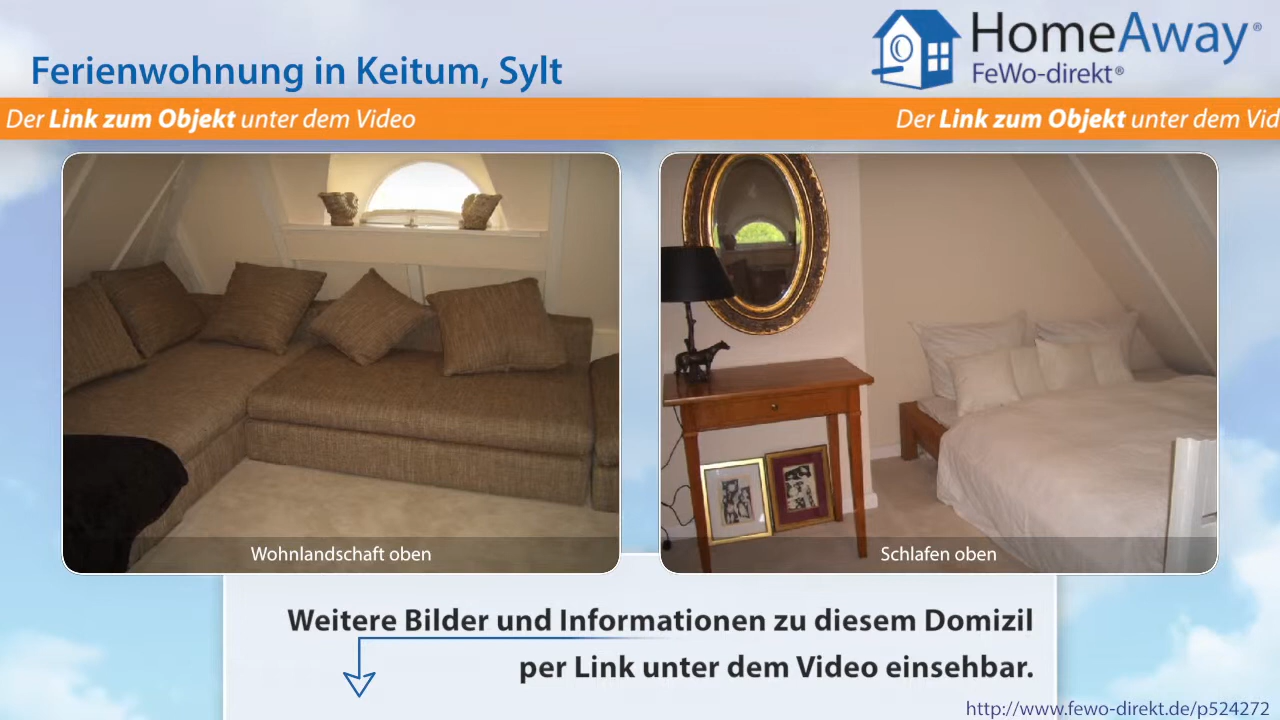 HomeAway®
FeWo-direkt®
Ferienwohnung in Keitum, Sylt
Der Link zum Objekt unter dem Video
Der Link zum Objekt unter dem Vid
Wohnlandschaft oben
Schlafen oben
Weitere Bilder und Informationen zu diesem Domizil
per Link unter dem Video einsehbar.
http://www.fewo-direkt.de/p524272